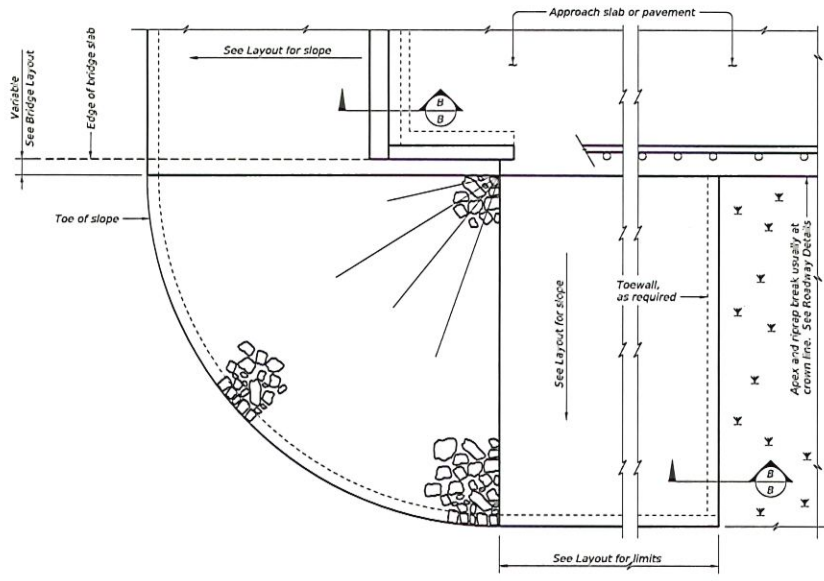 Approach slab or pavement
See Layout for slope
Variable
See Bridge Layout
Edge of bridge slab
B
B
Toe of slope
Toewall,
as required
See Layout for slope
Apex and riprap break usually at
crown line. See Roadway Details
B
B
See Layout for limits